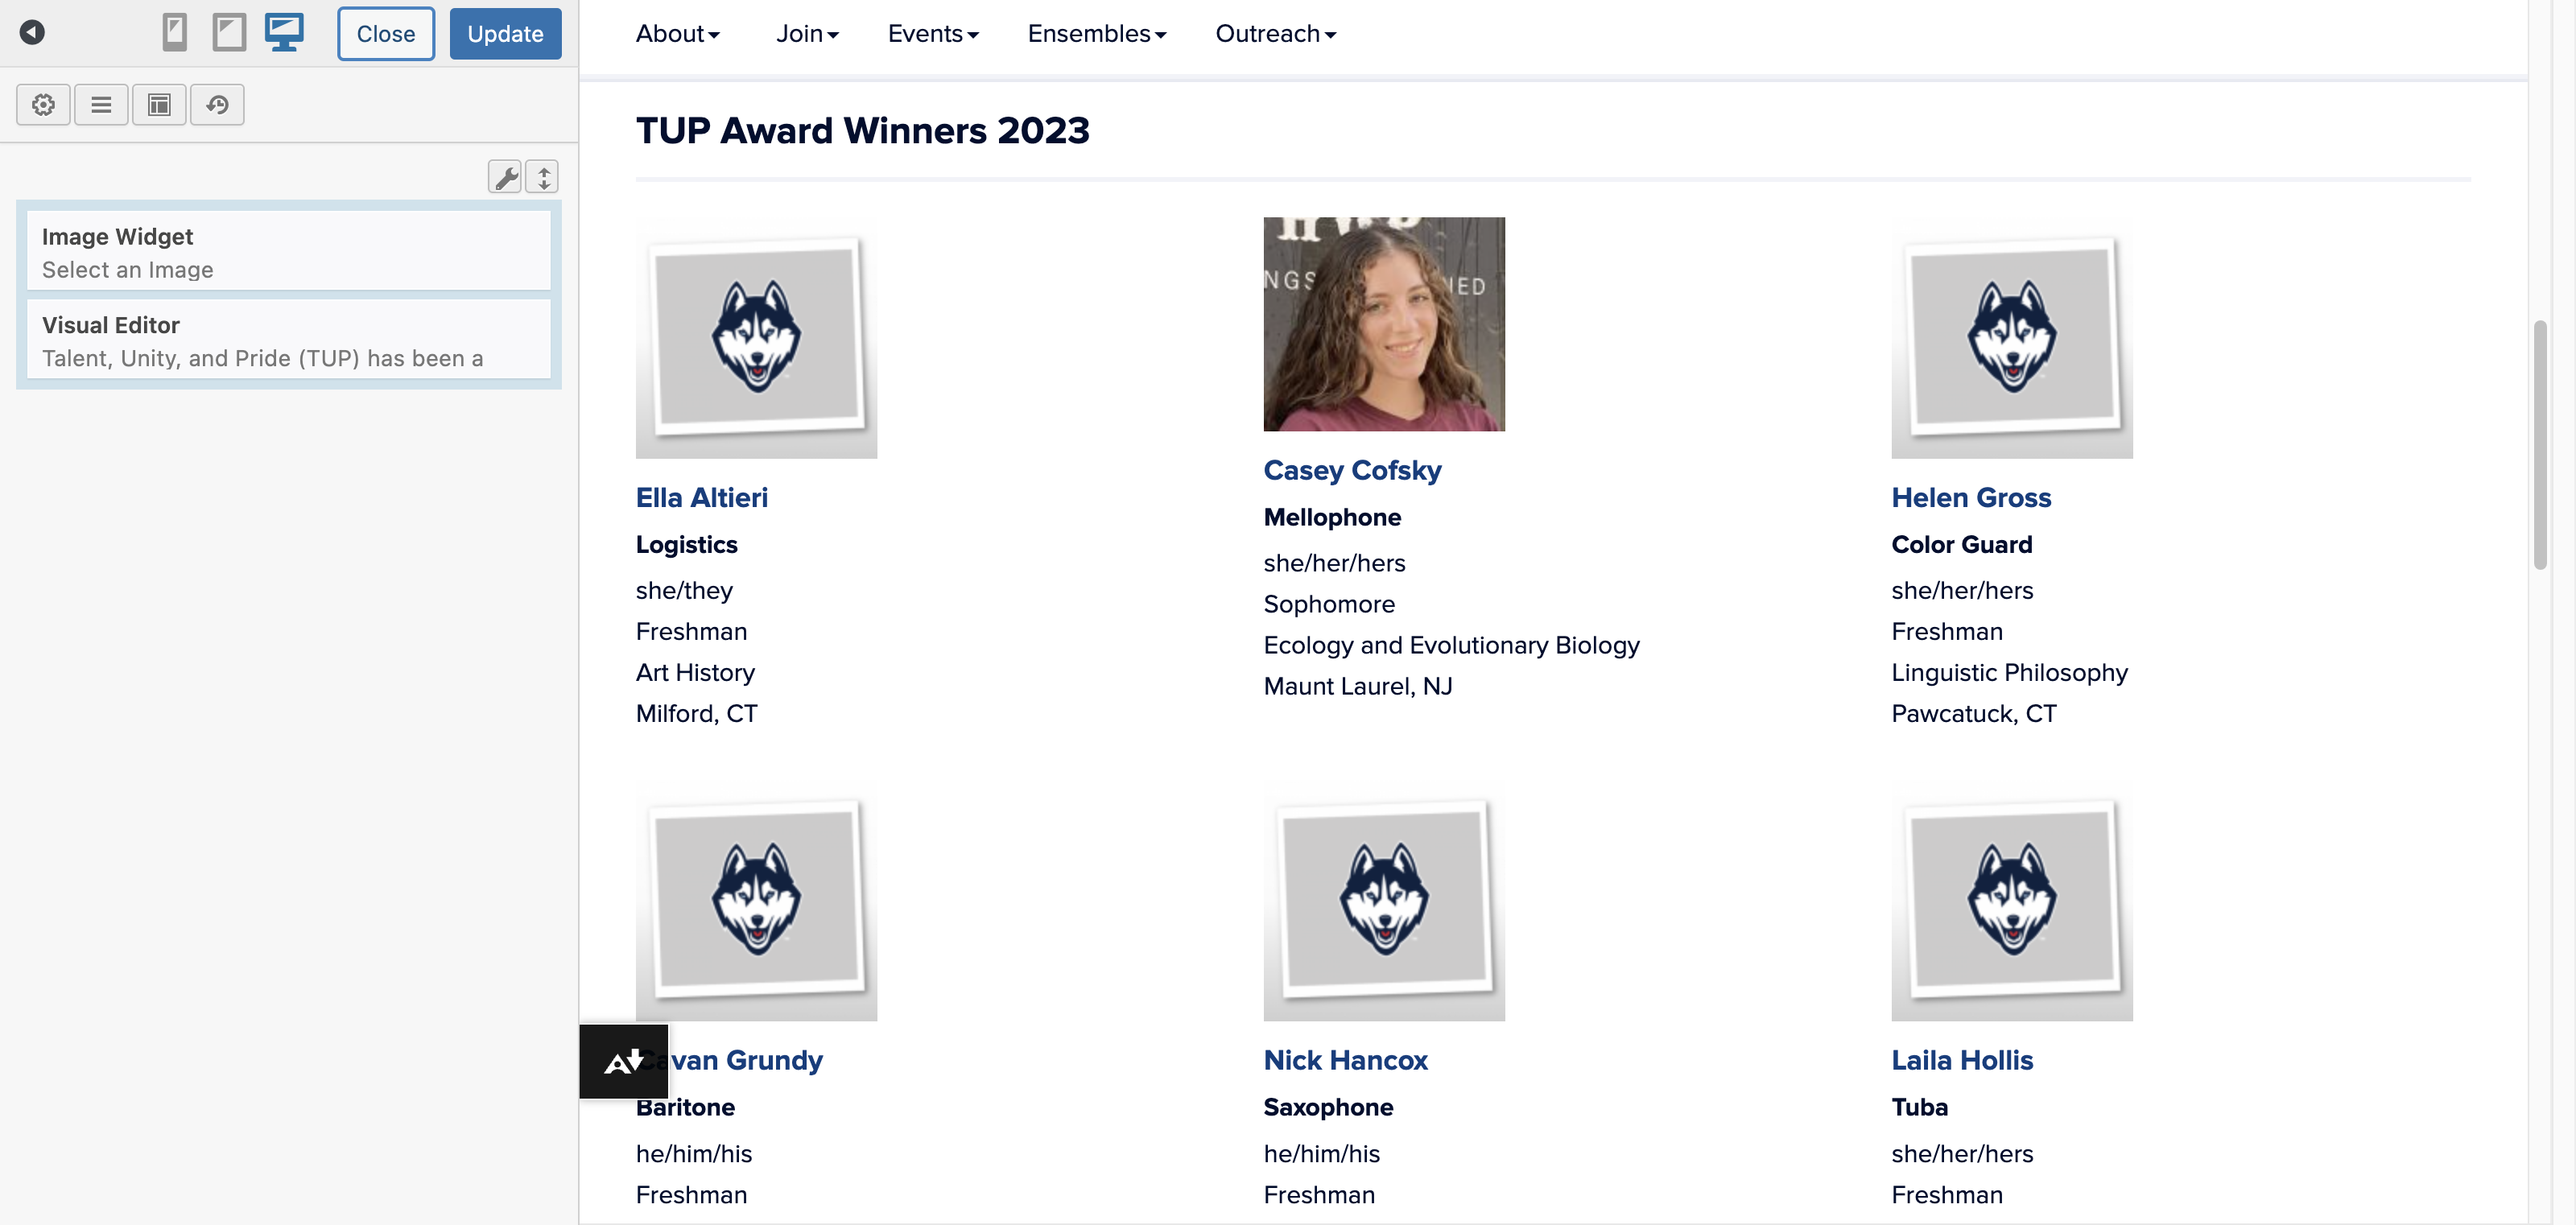 Close
Update
About
Join
Events
Ensembles
Outreach
Image Widget
Select an Image
Visual Editor
Talent, Unity, and Pride (TUP) has been a
TUP Award Winners 2023
NGS
NED
Ella Altieri
Logistics
she/they
Freshman
Art History
Milford, CT
Casey Cofsky
Mellophone
she/her/hers
Sophomore
Ecology and Evolutionary Biology
Maunt Laurel, NJ
Helen Gross
Color Guard
she/her/hers
Freshman
Linguistic Philosophy
Pawcatuck, CT
Cavan Grundy
Baritone
he/him/his
Freshman
Nick Hancox
Saxophone
he/him/his
Freshman
Laila Hollis
Tuba
she/her/hers
Freshman